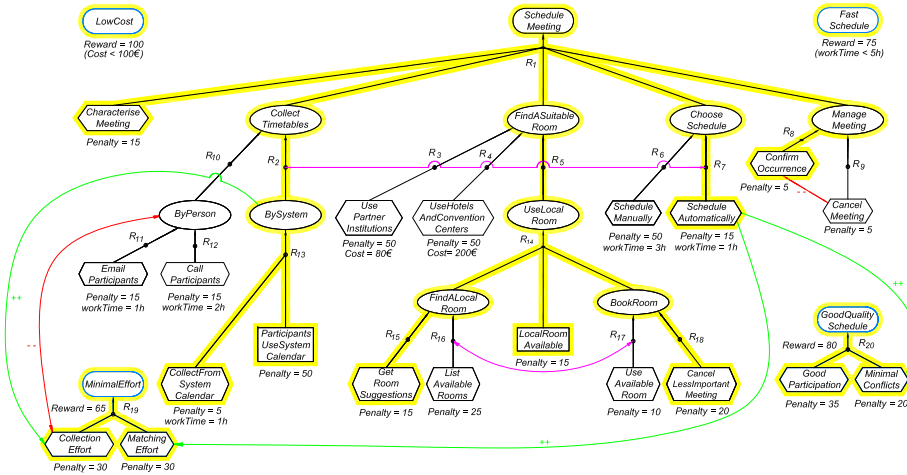 LowCost
Reward = 100
(Cost < 100€)
Schedule
Meeting
Fast
Schedule
Reward = 75
(workTime < 5h)
R1
Characterise
Meeting
Penalty = 15
Collect
Timetables
FindASuitable
Room
Choose
Schedule
Manage
Meeting
R8
Confirm
Occurrence
Penalty = 5
R9
R10
R2
R3
R4
R5
R6
R7
--
Cancel
Meeting
Penalty = 5
ByPerson
BySystem
Use
Partner
Institutions
Penalty = 50
Cost = 80€
UseHotels
AndConvention
Centers
Penalty = 50
Cost= 200€
UseLocal
Room
Schedule
Manually
Penalty = 50
workTime = 3h
Schedule
Automatically
Penalty = 15
workTime = 1h
R11
R12
R13
R14
Email
Participants
Penalty = 15
workTime = 1h
Call
Participants
Penalty = 15
workTime = 2h
++
++
FindALocal
Room
BookRoom
GoodQuality
Schedule
Reward = 80
R20
Participants
UseSystem
Calendar
Penalty = 50
R15
R16
LocalRoom
Available
Penalty = 15
R17
R18
--
CollectFrom
System
Calendar
Penalty = 5
workTime = 1h
Get
Room
Suggestions
Penalty = 15
List
Available
Rooms
Penalty = 25
Use
Available
Room
Penalty = 10
Cancel
LessImportant
Meeting
Penalty = 20
Good
Participation
Penalty = 35
Minimal
Conflicts
Penalty = 20
MinimalEffort
Reward = 65
R19
Collection
Effort
Penalty = 30
Matching
Effort
Penalty = 30
++